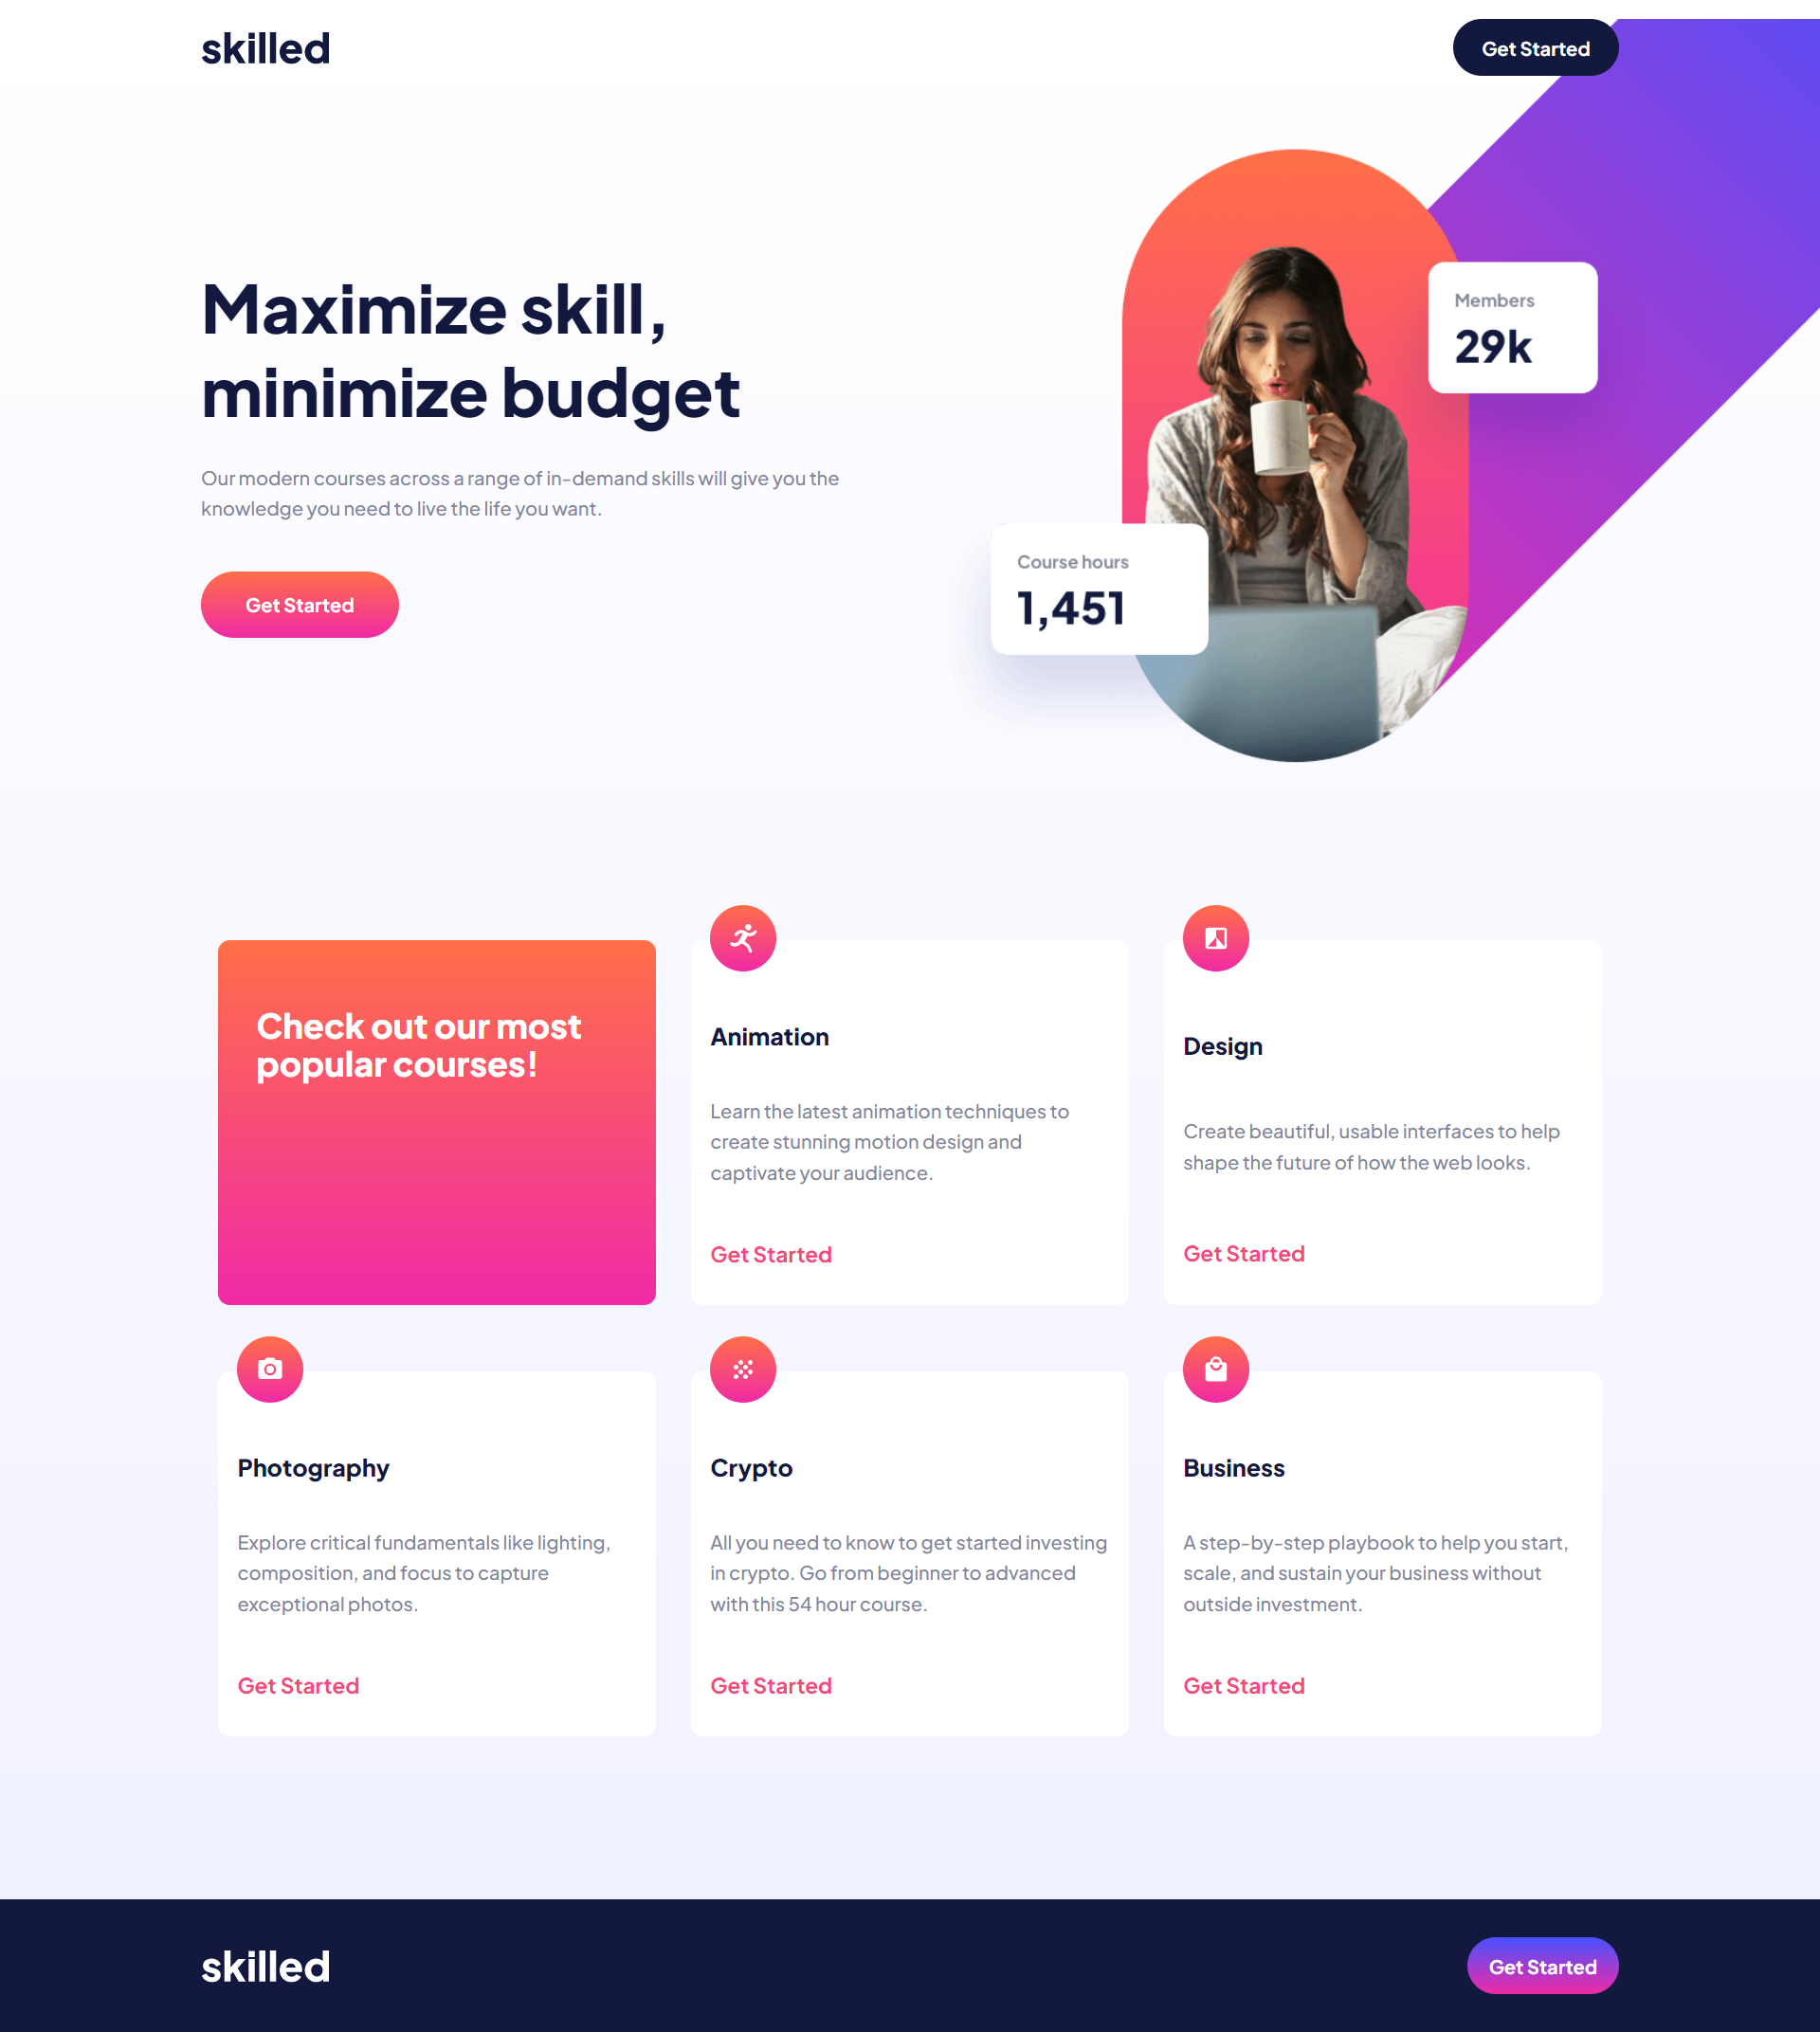 skilled
Get Started
Maximize skill,
minimize budget
Our modern courses across a range of in-demand skills will give you the
knowledge you need to live the life you want.
Get Started
Members
29k
Course hours
1,451
Check out our most
popular courses!
Animation
Learn the latest animation techniques to
create stunning motion design and
captivate your audience.
Get Started
Design
Create beautiful, usable interfaces to help
shape the future of how the web looks.
Get Started
Photography
Explore critical fundamentals like lighting,
composition, and focus to capture
exceptional photos.
Get Started
Crypto
All you need to know to get started investing
in crypto. Go from beginner to advanced
with this 54 hour course.
Get Started
Business
A step-by-step playbook to help you start,
scale, and sustain your business without
outside investment.
Get Started
skilled
Get Started